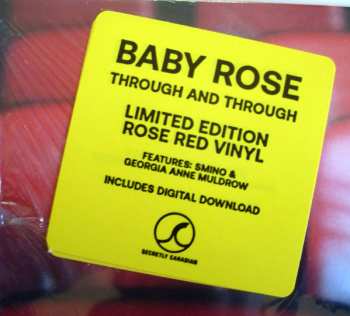 BABY ROSE
THROUGH AND THROUGH
LIMITED EDITION
ROSE RED VINYL
FEATURES: SMINO &
GEORGIA ANNE MULDROW
INCLUDES DIGITAL DOWNLOAD
SECRETLY CANADIAN